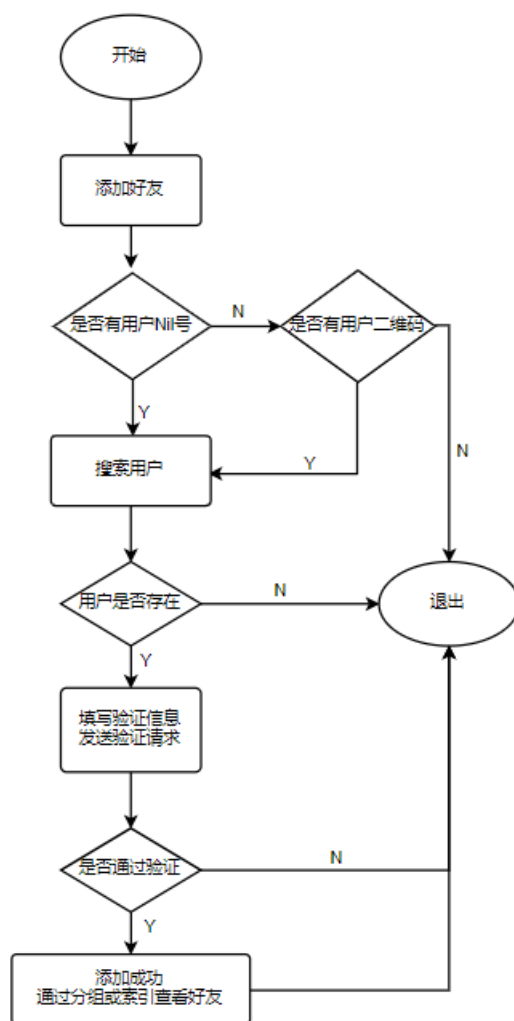 开始
添加好友
是否有用户Nil号
N
是否有用户二维码
Y
搜索用户
Y
N
用户是否存在
N
退出
Y
填写验证信息
发送验证请求
是否通过验证
N
Y
添加成功
通过分组或索引查看好友